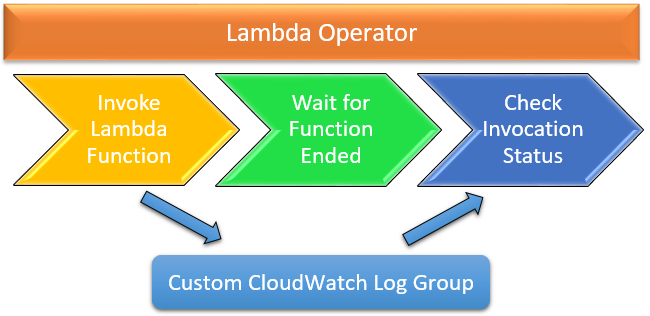 Lambda Operator
Invoke
Lambda
Function
Wait for
Function
Ended
Check
Invocation
Status
Custom CloudWatch Log Group